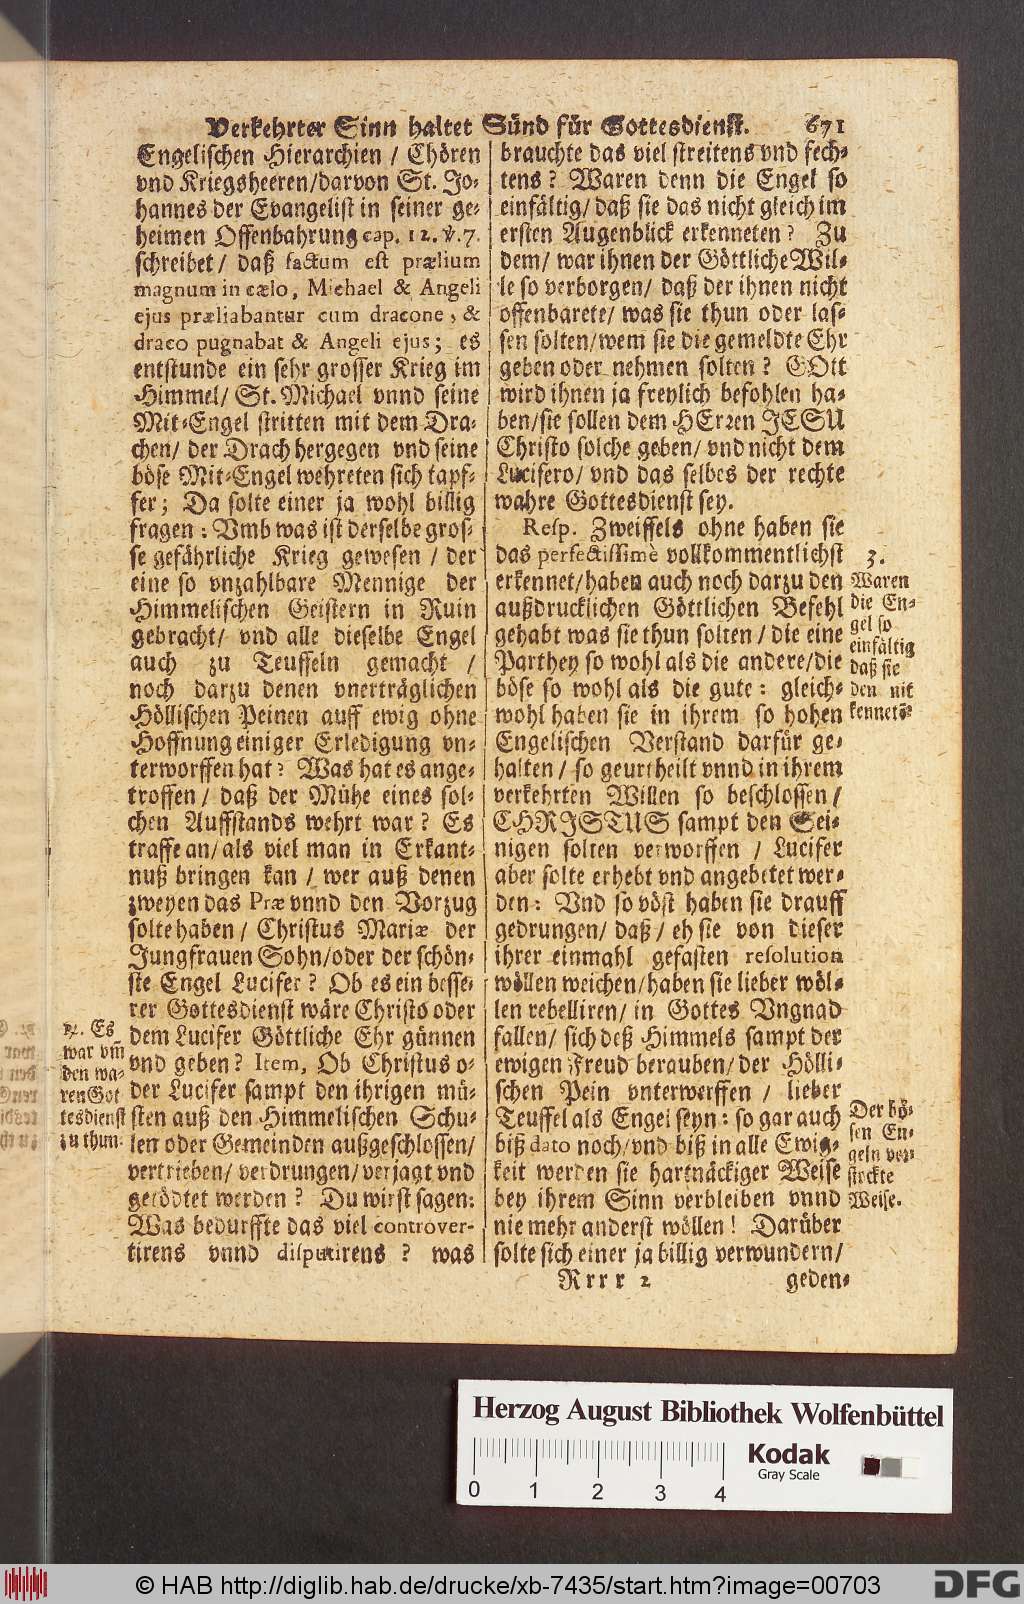 Verkehrter Sinn haltet Sünd für Gottesdienst. 671
Engelischen Hierarchien / Chören
vnd Kriegsheeren/darvon St. Jo-
hannes der Evangelist in seiner ge-
heimen Offenbahrung cap. 12. ℣.7.
schreibet / daß factum est prælium
magnum in cælo, Michael & Angeli
ejus præliabantur cum dracone, &
draco pugnabat & Angeli ejus; es
entstunde ein sehr grosser Krieg im
Himmel/ St. Michael vnnd seine
Mit-Engel stritten mit dem Dra-
chen/ der Drach hergegen vnd seine
böse Mit-Engel wehreten sich tapf-
fer; Da solte einer ja wohl billig
fragen: Vmb was ist derselbe gros-
se gefährliche Krieg gewesen / der
eine so vnzahlbare Mennige der
Himmelischen Geistern in Ruin
gebracht/ vnd alle dieselbe Engel
auch zu Teuffeln gemacht /
noch darzu denen vnerträglichen
Höllischen Peinen auff ewig ohne
Hoffnung einiger Erledigung vn-
terworffen hat? Was hat es ange-
troffen / daß der Mühe eines sol-
chen Auffstands wehrt war? Es
traffe an/ als viel man in Erkant-
nuß bringen kan / wer auß denen
zweyen das Præ vnnd den Vorzug
solte haben / Christus Mariæ der
Jungfrauen Sohn/oder der schön-
ste Engel Lucifer? Ob es ein besse-
rer Gottesdienst wäre Christo oder
dem Lucifer Göttliche Ehr günnen
vnd geben? Item, Ob Christus o-
der Lucifer sampt den ihrigen mü-
sten auß den Himmelischen Schu-
len oder Gemeinden außgeschlossen/
vertrieben/ verdrungen/verjagt vnd
getödtet werden? Du wirst sagen:
Was bedurffte das viel controver-
tirens vnnd disputirens? was
2. Es
war vm̄
den wa-
ren Got
tesdienst
zu thun.
brauchte das viel streitens vnd fech-
tens? Waren denn die Engel so
einfältig/ daß sie das nicht gleich im
ersten Augenblick erkenneten? Zu
dem/ war ihnen der Göttliche Wil-
le so verborgen/ daß der ihnen nicht
offenbarete/ was sie thun oder las-
sen solten/wem sie die gemeldte Ehr
geben oder nehmen solten? GOtt
wird ihnen ja freylich befohlen ha-
ben/sie sollen dem HErren JESU
Christo solche geben/ vnd nicht dem
Lucifero/ vnd das selbes der rechte
wahre Gottesdienst sey.
Resp. Zweiffels ohne haben sie
das perfectissimè vollkommentlichst
erkennet/haben auch noch darzu den
außdrucklichen Göttlichen Befehl
gehabt was sie thun solten / die eine
Parthey so wohl als die andere/die
böse so wohl als die gute: gleich-
wohl haben sie in ihrem so hohen
Engelischen Verstand darfür ge-
halten / so geurtheilt vnnd in ihrem
verkehrten Willen so beschlossen/
CHRISTUS sampt den Sei-
nigen solten verworffen / Lucifer
aber solte erhebt vnd angebetet wer-
den: Vnd so vöst haben sie drauff
gedrungen/ daß/ eh sie von dieser
ihrer einmahl gefasten resolution
wöllen weichen/haben sie lieber wöl-
len rebelliren/ in Gottes Vngnad
fallen/ sich deß Himmels sampt der
ewigen Freud berauben/ der Hölli-
schen Pein vnterwerffen / lieber
Teuffel als Engel seyn: so gar auch
biß dato noch/ vnd biß in alle Ewig-
keit werden sie hartnäckiger Weise
bey ihrem Sinn verbleiben vnnd
nie mehr anderst wöllen! Darüber
solte sich einer ja billig verwundern/
3.
Waren
die En-
gel so
einfältig
daß sie
den nit
kennetē
Der bö-
sen En-
geln ver-
stockte
Weise.
Rrrr 2 geden-
Herzog August Bibliothek Wolfenbüttel
Kodak
Gray Scale
0 1 2 3 4
© HAB http://diglib.hab.de/drucke/xb-7435/start.htm?image=00703
DFG